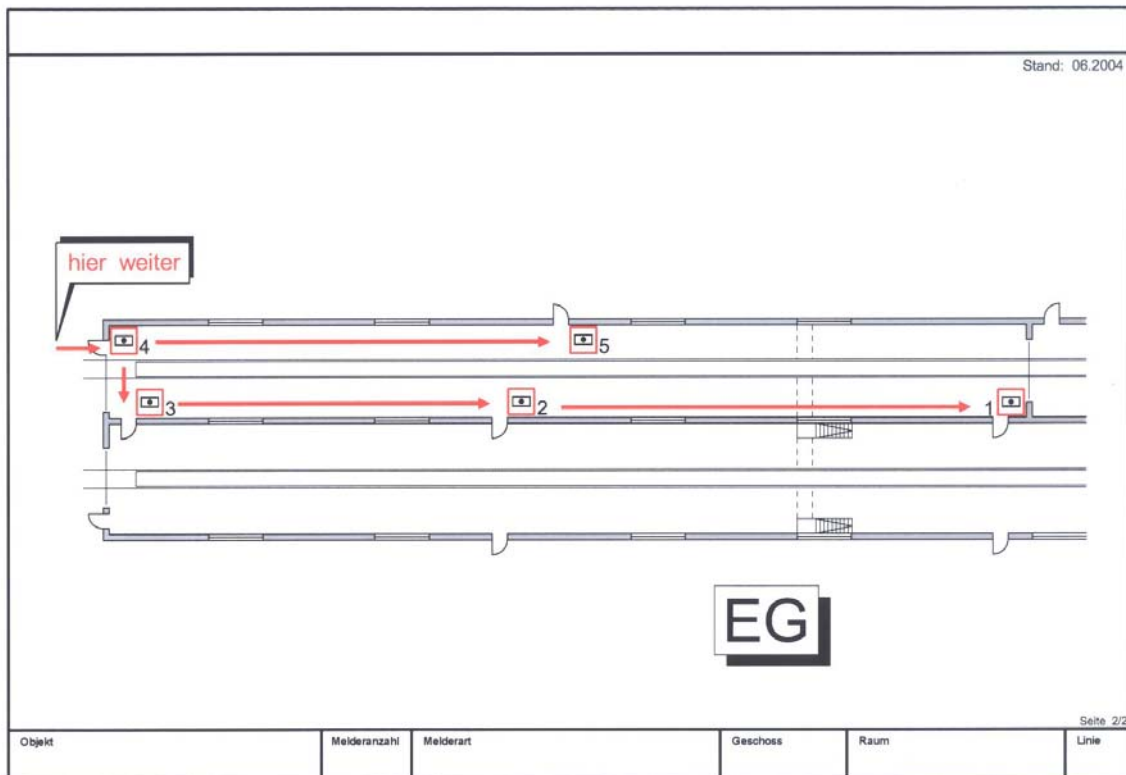 Stand: 06.2004
hier weiter
4
5
3
2
1
EG
Seite 2/2
Objekt
Melderanzahl
Melderart
Geschoss
Raum
Linie